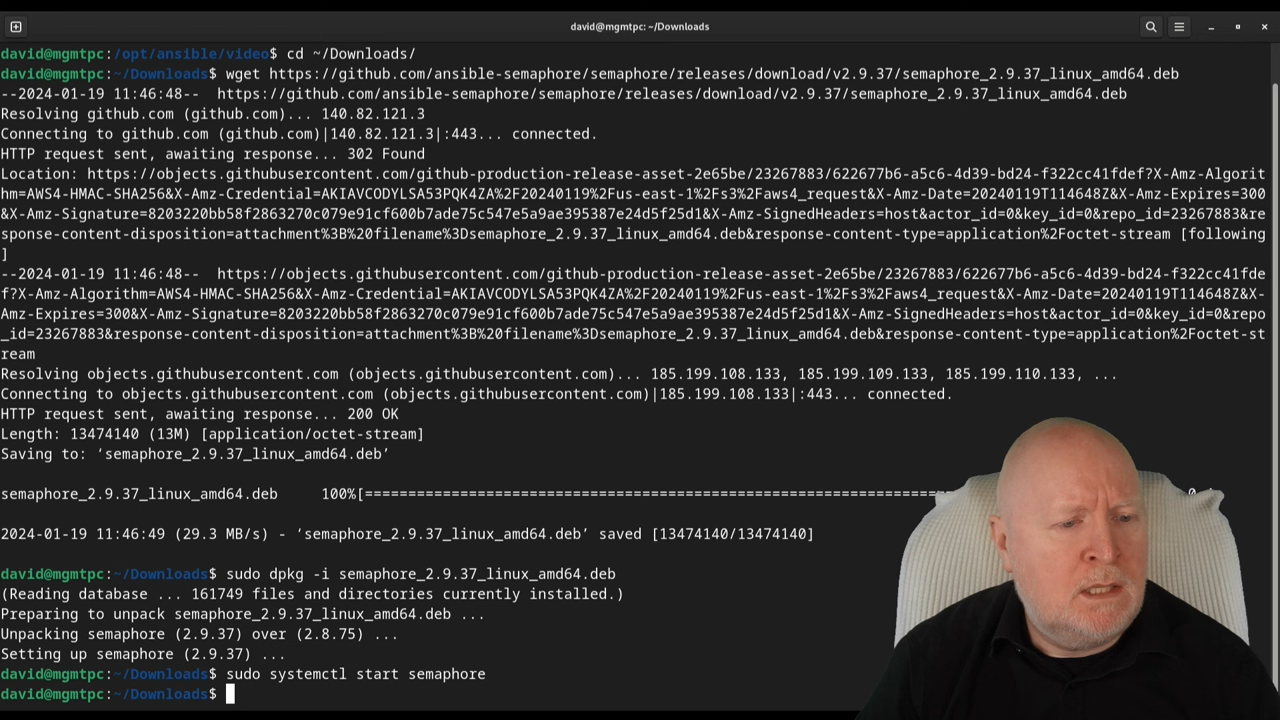 david@mgmtpc:~/Downloads
david@mgmtpc:/opt/ansible/video$ cd ~/Downloads/
david@mgmtpc:~/Downloads$ wget https://github.com/ansible-semaphore/semaphore/releases/download/v2.9.37/semaphore_2.9.37_linux_amd64.deb
--2024-01-19 11:46:48--  https://github.com/ansible-semaphore/semaphore/releases/download/v2.9.37/semaphore_2.9.37_linux_amd64.deb
Resolving github.com (github.com)... 140.82.121.3
Connecting to github.com (github.com)|140.82.121.3|:443... connected.
HTTP request sent, awaiting response... 302 Found
Location: https://objects.githubusercontent.com/github-production-release-asset-2e65be/23267883/622677b6-a5c6-4d39-bd24-f322cc41fdef?X-Amz-Algorit
hm=AWS4-HMAC-SHA256&X-Amz-Credential=AKIAVCODYLSA53PQK4ZA%2F20240119%2Fus-east-1%2Fs3%2Faws4_request&X-Amz-Date=20240119T114648Z&X-Amz-Expires=300
&X-Amz-Signature=8203220bb58f2863270c079e91cf600b7ade75c547e5a9ae395387e24d5f25d1&X-Amz-SignedHeaders=host&actor_id=0&key_id=0&repo_id=23267883&re
sponse-content-disposition=attachment%3B%20filename%3Dsemaphore_2.9.37_linux_amd64.deb&response-content-type=application%2Foctet-stream [following
]
--2024-01-19 11:46:48--  https://objects.githubusercontent.com/github-production-release-asset-2e65be/23267883/622677b6-a5c6-4d39-bd24-f322cc41fde
f?X-Amz-Algorithm=AWS4-HMAC-SHA256&X-Amz-Credential=AKIAVCODYLSA53PQK4ZA%2F20240119%2Fus-east-1%2Fs3%2Faws4_request&X-Amz-Date=20240119T114648Z&X-
Amz-Expires=300&X-Amz-Signature=8203220bb58f2863270c079e91cf600b7ade75c547e5a9ae395387e24d5f25d1&X-Amz-SignedHeaders=host&actor_id=0&key_id=0&repo
_id=23267883&response-content-disposition=attachment%3B%20filename%3Dsemaphore_2.9.37_linux_amd64.deb&response-content-type=application%2Foctet-st
ream
Resolving objects.githubusercontent.com (objects.githubusercontent.com)... 185.199.108.133, 185.199.109.133, 185.199.110.133, ...
Connecting to objects.githubusercontent.com (objects.githubusercontent.com)|185.199.108.133|:443... connected.
HTTP request sent, awaiting response... 200 OK
Length: 13474140 (13M) [application/octet-stream]
Saving to: ‘semaphore_2.9.37_linux_amd64.deb’
semaphore_2.9.37_linux_amd64.deb     100%[==================================================================
2024-01-19 11:46:49 (29.3 MB/s) - ‘semaphore_2.9.37_linux_amd64.deb’ saved [13474140/13474140]
david@mgmtpc:~/Downloads$ sudo dpkg -i semaphore_2.9.37_linux_amd64.deb
(Reading database ... 161749 files and directories currently installed.)
Preparing to unpack semaphore_2.9.37_linux_amd64.deb ...
Unpacking semaphore (2.9.37) over (2.8.75) ...
Setting up semaphore (2.9.37) ...
david@mgmtpc:~/Downloads$ sudo systemctl start semaphore
david@mgmtpc:~/Downloads$